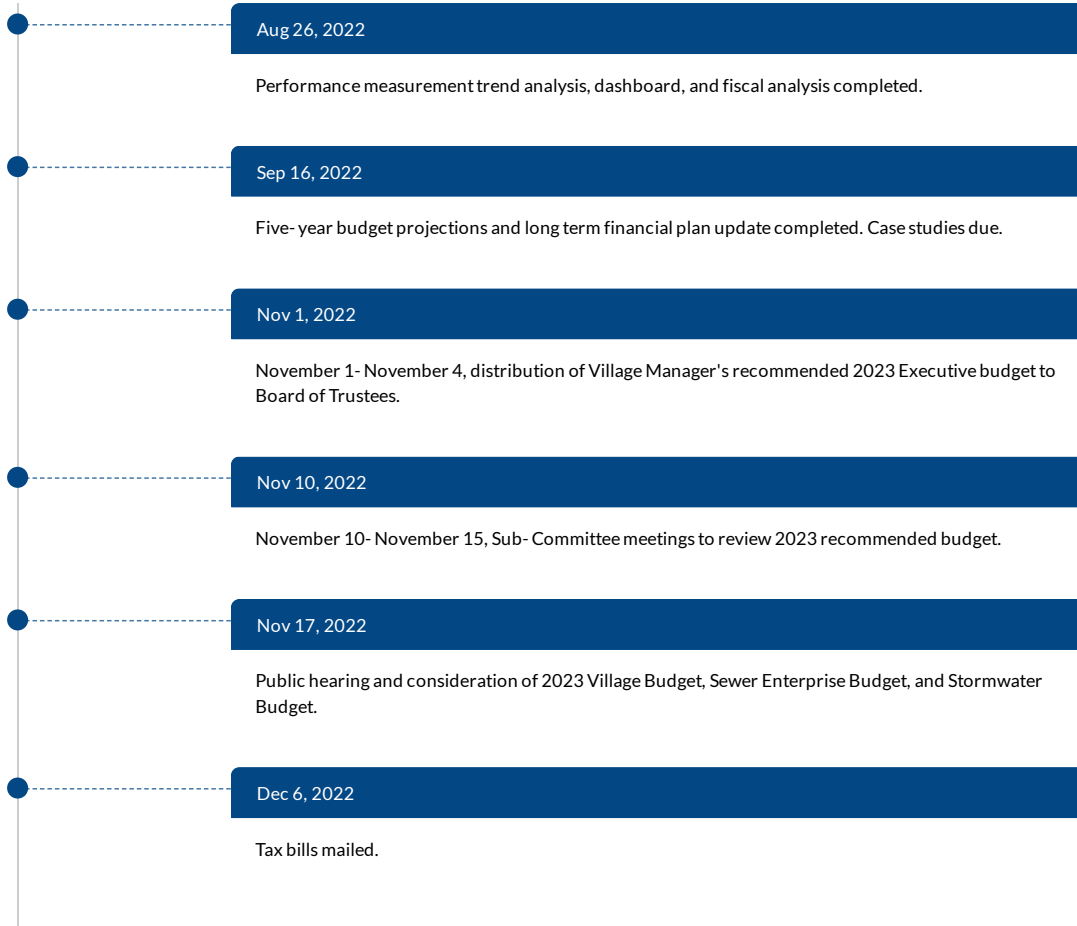 Aug 26, 2022
Performance measurement trend analysis, dashboard, and fiscal analysis completed.
Sep 16, 2022
Five- year budget projections and long term financial plan update completed. Case studies due.
Nov 1, 2022
November 1- November 4, distribution of Village Manager's recommended 2023 Executive budget to
Board of Trustees.
Nov 10, 2022
November 10- November 15, Sub- Committee meetings to review 2023 recommended budget.
Nov 17, 2022
Public hearing and consideration of 2023 Village Budget, Sewer Enterprise Budget, and Stormwater
Budget.
Dec 6, 2022
Tax bills mailed.